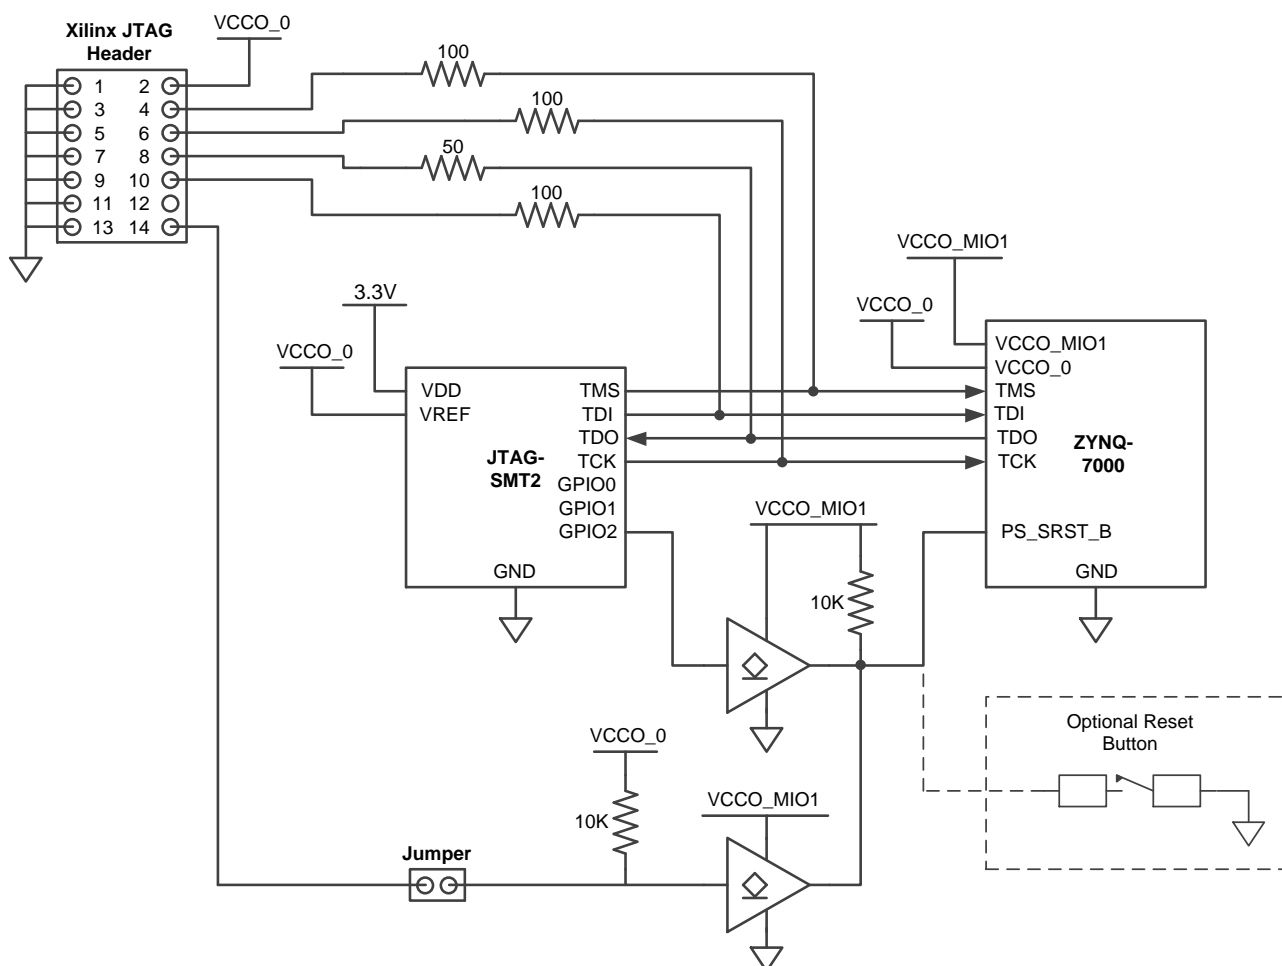 Xilinx JTAG
Header
VCCO_0
1 2
3 4
5 6
7 8
9 10
11 12
13 14
100
100
50
100
3.3V
VCCO_0
VDD
VREF
JTAG-
SMT2
TMS
TDI
TDO
TCK
GPIO0
GPIO1
GPIO2
GND
VCCO_MIO1
VCCO_0
VCCO_MIO1
VCCO_0
TMS
TDI
TDO
TCK
ZYNQ-
7000
PS_SRST_B
GND
VCCO_MIO1
10K
VCCO_0
10K
VCCO_MIO1
Jumper
Optional Reset
Button